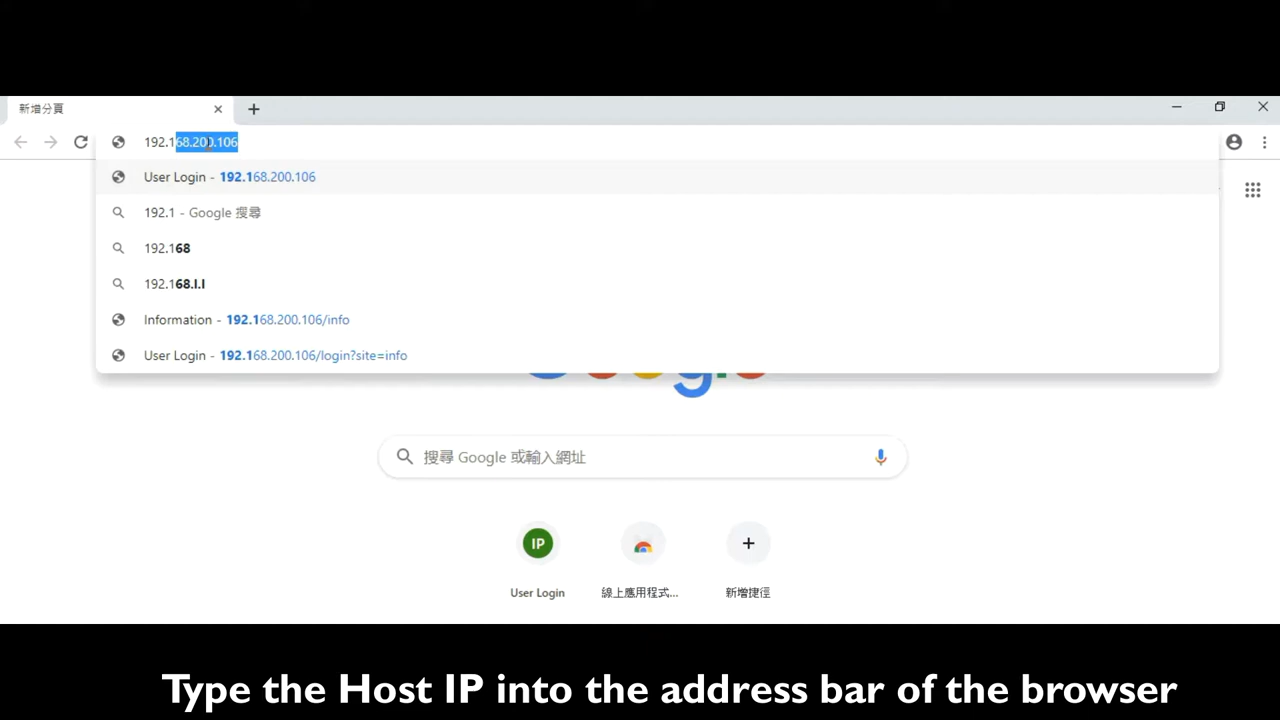 新增分頁
192.168.200.106
User Login - 192.168.200.106
192.1 - Google 搜尋
192.168
192.168.l.l
Information - 192.168.200.106/info
User Login - 192.168.200.106/login?site=info
搜尋 Google 或輸入網址
IP
User Login
線上應用程式...
新增捷徑
Type the Host IP into the address bar of the browser